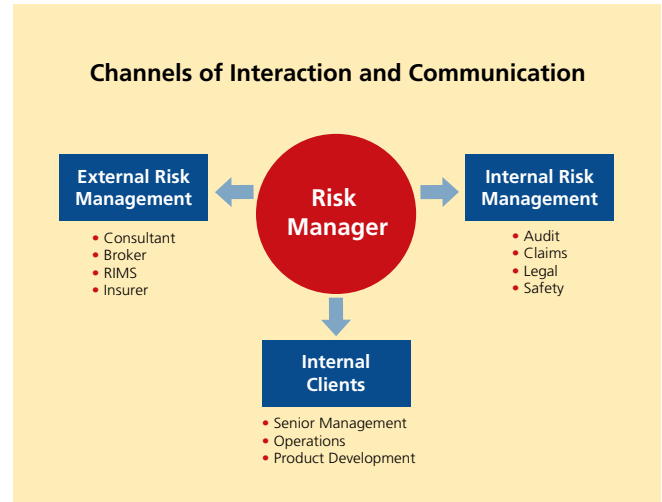 Channels of Interaction and Communication
External Risk
Management
• Consultant
• Broker
• RIMS
• Insurer
Risk
Manager
Internal Risk
Management
• Audit
• Claims
• Legal
• Safety
Internal
Clients
• Senior Management
• Operations
• Product Development